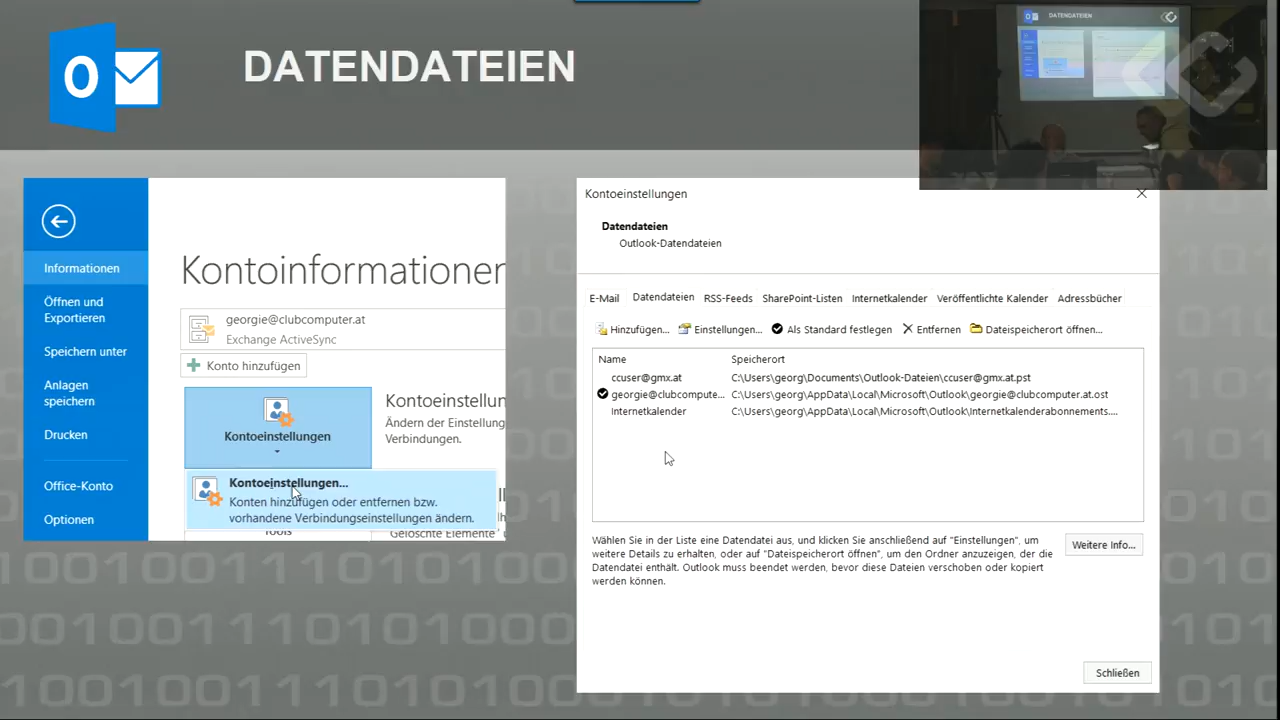 DATENDATEIEN
DATENDATEIEN
Informationen
Öffnen und
Exportieren
Speichern unter
Anlagen
speichern
Drucken
Office-Konto
Optionen
Kontoinformationen
georgie@clubcomputer.at
Exchange ActiveSync
Konto hinzufügen
Kontoeinstellungen
Kontoeinstellun
Ändern der Einstellung
Verbindungen.
Kontoeinstellungen...
Konten hinzufügen oder entfernen bzw.
vorhandene Verbindungseinstellungen ändern.
Tools
Gelöschte Elemente"
Kontoeinstellungen
Datendateien
Outlook-Datendateien
E-Mail Datendateien RSS-Feeds SharePoint-Listen Internetkalender Veröffentlichte Kalender Adressbücher
Hinzufügen... Einstellungen... Als Standard festlegen Entfernen Dateispeicherort öffnen...
Name Speicherort
ccuser@gmx.at C:\Users\georg\Documents\Outlook-Dateien\ccuser@gmx.at.pst
georgie@clubcompute... C:\Users\georg\AppData\Local\Microsoft\Outlook\georgie@clubcomputer.at.ost
Internetkalender C:\Users\georg\AppData\Local\Microsoft\Outlook\Internetkalenderabonnements....
Wählen Sie in der Liste eine Datendatei aus, und klicken Sie anschließend auf "Einstellungen", um
weitere Details zu erhalten, oder auf "Dateispeicherort öffnen", um den Ordner anzuzeigen, der die
Datendatei enthält. Outlook muss beendet werden, bevor diese Dateien verschoben oder kopiert
werden können.
Weitere Info...
Schließen